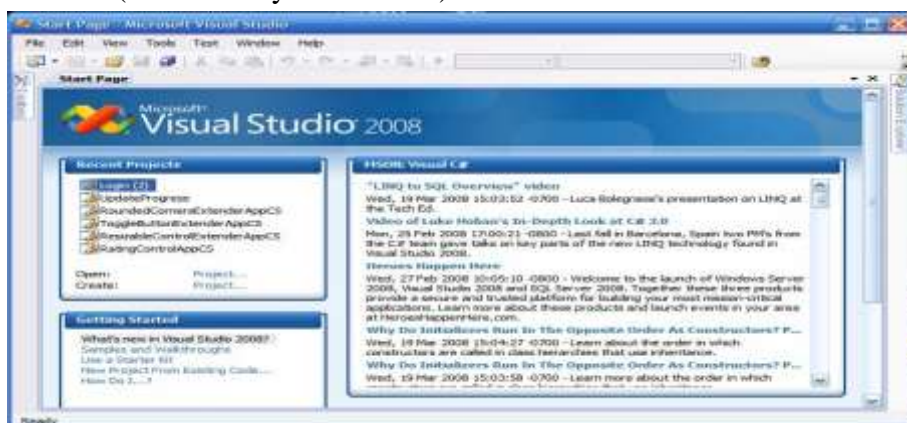 Start Page - Microsoft Visual Studio
File Edit View Tools Test Window Help
Start Page
Microsoft
Visual Studio 2008
Recent Projects
Login (2)
UpdateProgress
RoundedCornersExtenderAppCS
ToggleButtonExtenderAppCS
ResizableControlExtenderAppCS
RatingControlAppCS
Open: Project...
Create: Project...
Getting Started
What's new in Visual Studio 2008?
Samples and Walkthroughs
Use a Starter Kit
New Project From Existing Code...
How Do I...?
MSDN: Visual C#
"LINQ to SQL Overview" video
Wed, 19 Mar 2008 15:03:52 -0700 - Luca Bolognese's presentation on LINQ at
the Tech Ed.
Video of Luke Hoban's In-Depth Look at C# 3.0
Mon, 25 Feb 2008 17:00:21 -0800 - Last fall in Barcelona, Spain two PMs from
the C# team gave talks on key parts of the new LINQ technology found in
Visual Studio 2008.
Heroes Happen Here
Wed, 27 Feb 2008 10:05:10 -0800 - Welcome to the launch of Windows Server
2008, Visual Studio 2008 and SQL Server 2008. Together these three products
provide a secure and trusted platform for building your most mission-critical
applications. Learn more about these products and launch events in your area
at HeroesHappenHere.com.
Why Do Initializers Run In The Opposite Order As Constructors? P...
Wed, 19 Mar 2008 15:04:27 -0700 - Learn about the order in which
constructors are called in class hierarchies that use inheritance.
Why Do Initializers Run In The Opposite Order As Constructors? P...
Wed, 19 Mar 2008 15:03:58 -0700 - Learn more about the order in which
Ready